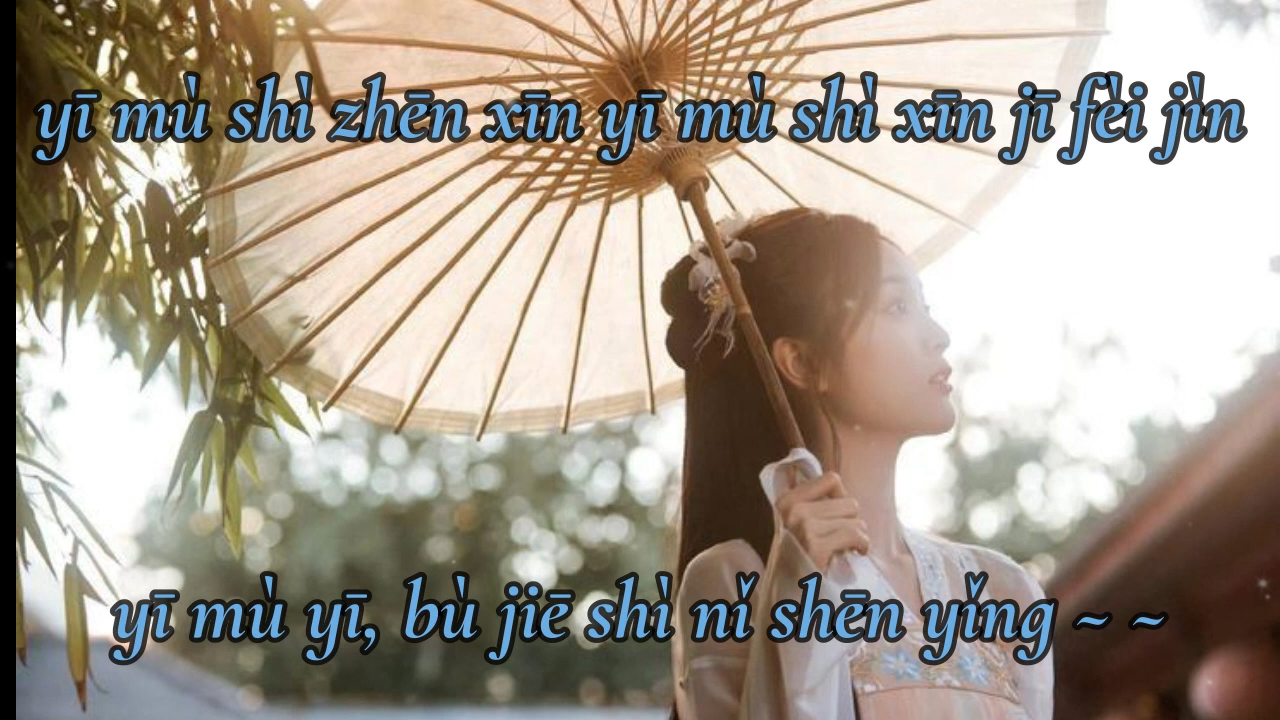 yī mù shì zhēn xīn yī mù shì xīn jī fèi jìn
yī mù yī, bù jiē shì nǐ shēn yǐng ~ ~